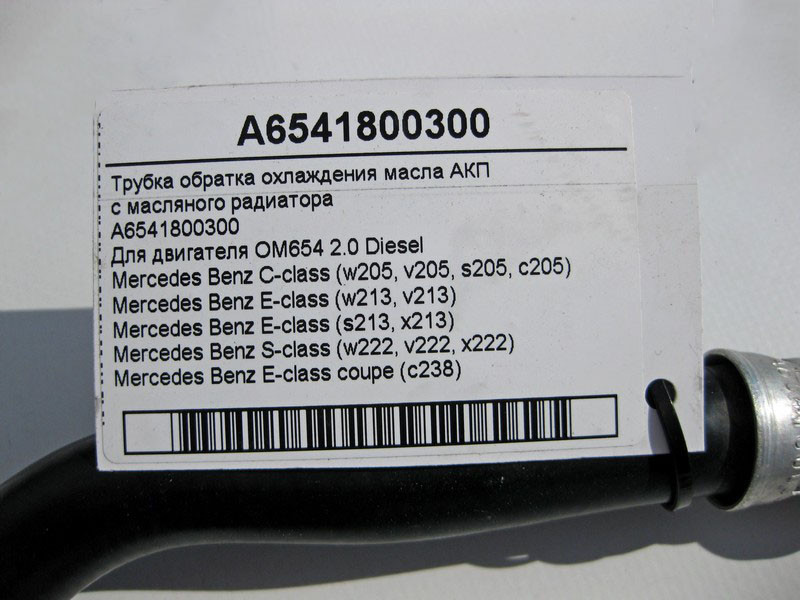 A6541800300
Трубка обратка охлаждения масла АКП
с масляного радиатора
A6541800300
Для двигателя OM654 2.0 Diesel
Mercedes Benz C-class (w205, v205, s205, c205)
Mercedes Benz E-class (w213, v213)
Mercedes Benz E-class (s213, x213)
Mercedes Benz S-class (w222, v222, x222)
Mercedes Benz E-class coupe (c238)